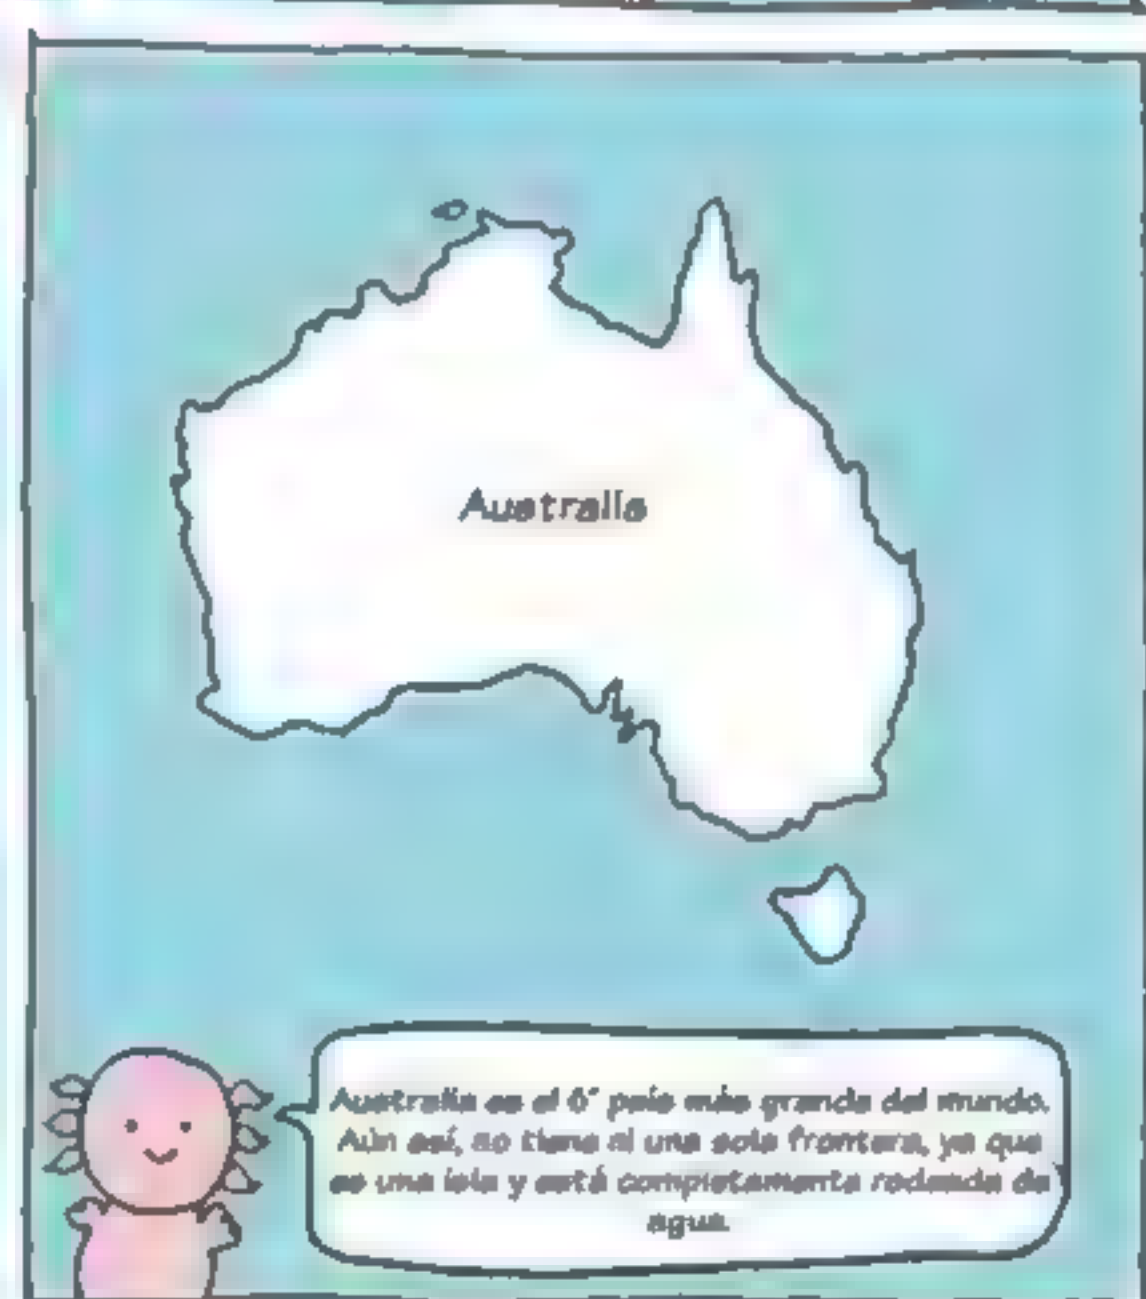 Australia
Australia es el 6° país más grande del mundo.
Aún así, no tiene ni una sola frontera, ya que
es una isla y está completamente rodeada de
agua.